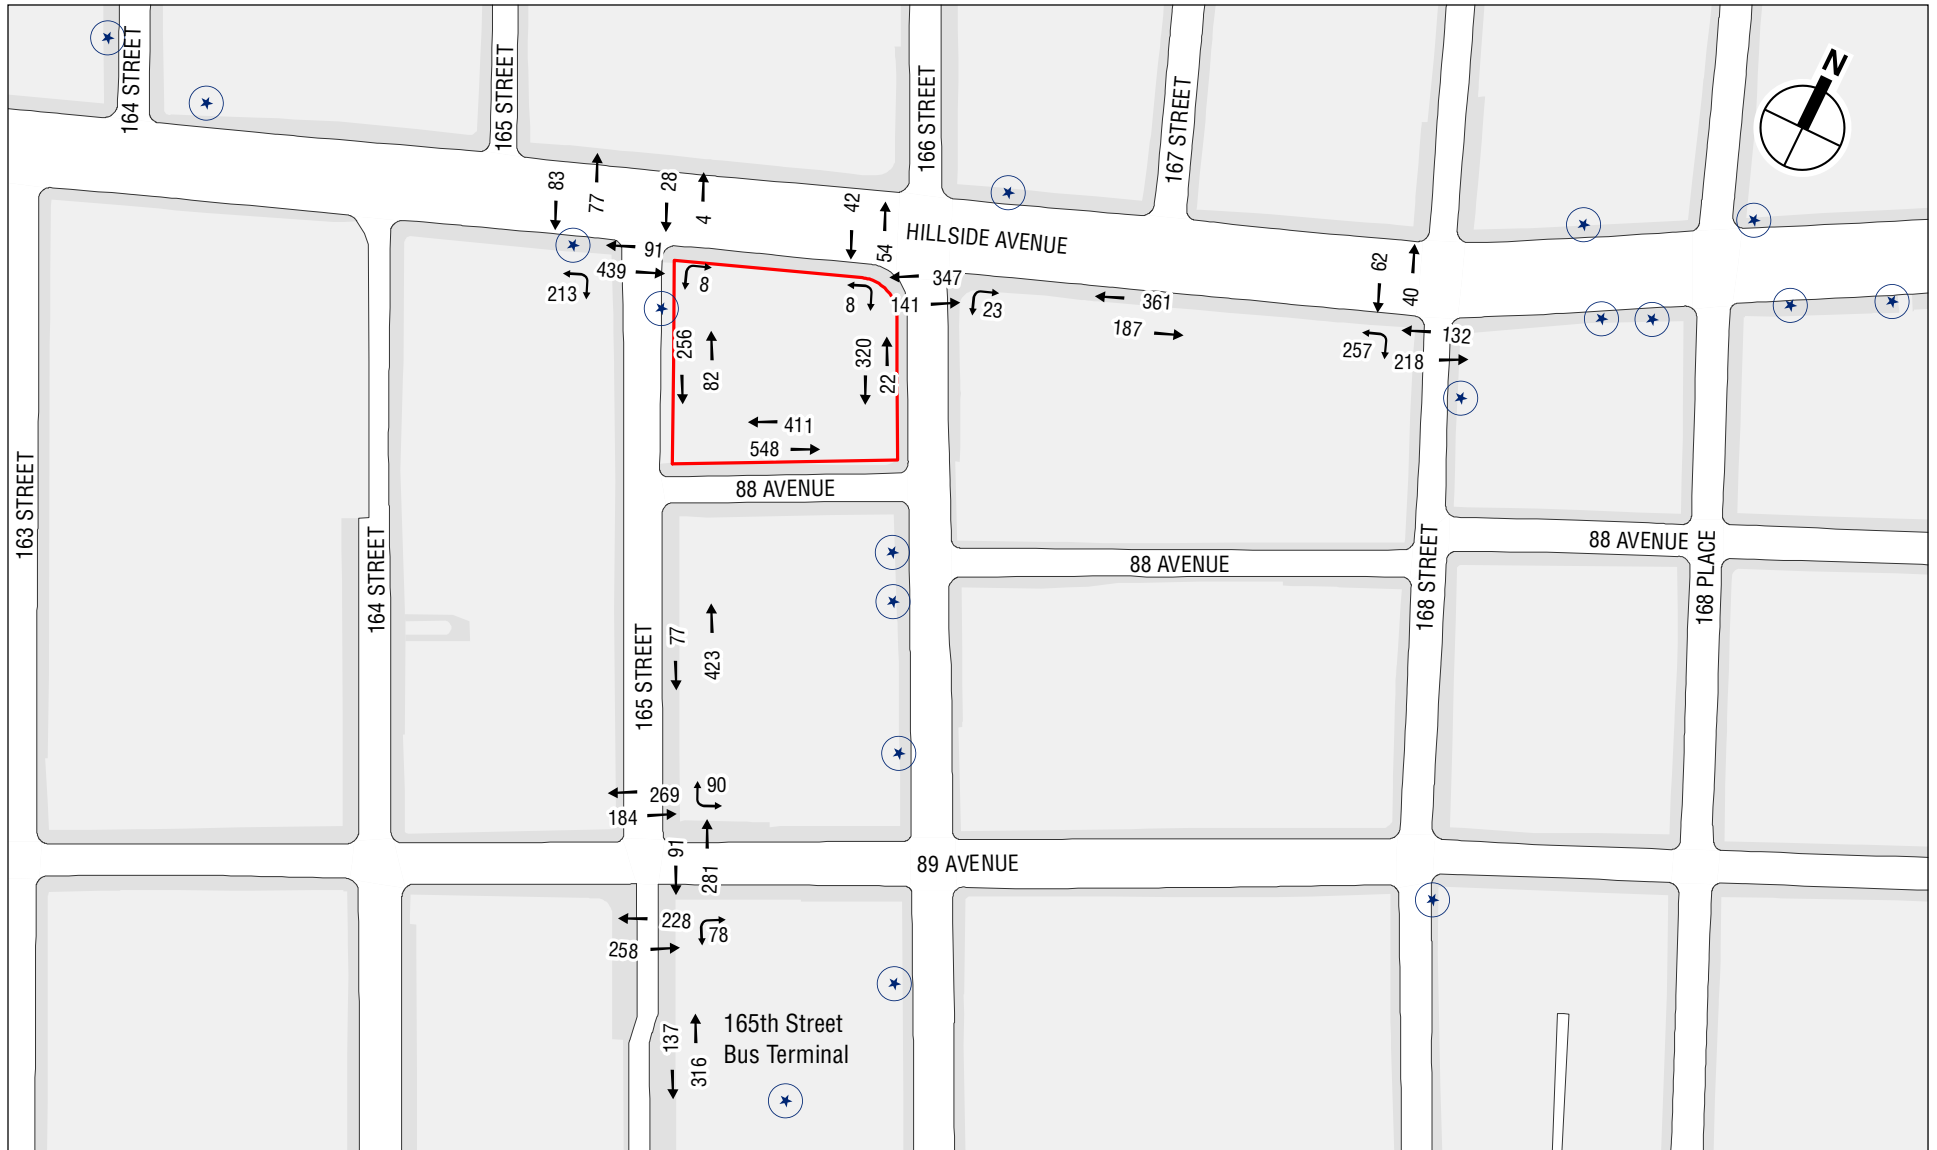 N
164 STREET
165 STREET
166 STREET
167 STREET
83
77
28
4
42
54
HILLSIDE AVENUE
91
439
213
8
8
347
141
23
361
187
62
40
257
132
218
256
82
320
22
411
548
88 AVENUE
163 STREET
164 STREET
165 STREET
88 AVENUE
168 STREET
88 AVENUE
168 PLACE
77
423
269
90
184
91
281
89 AVENUE
228
78
258
137
316
165th Street
Bus Terminal